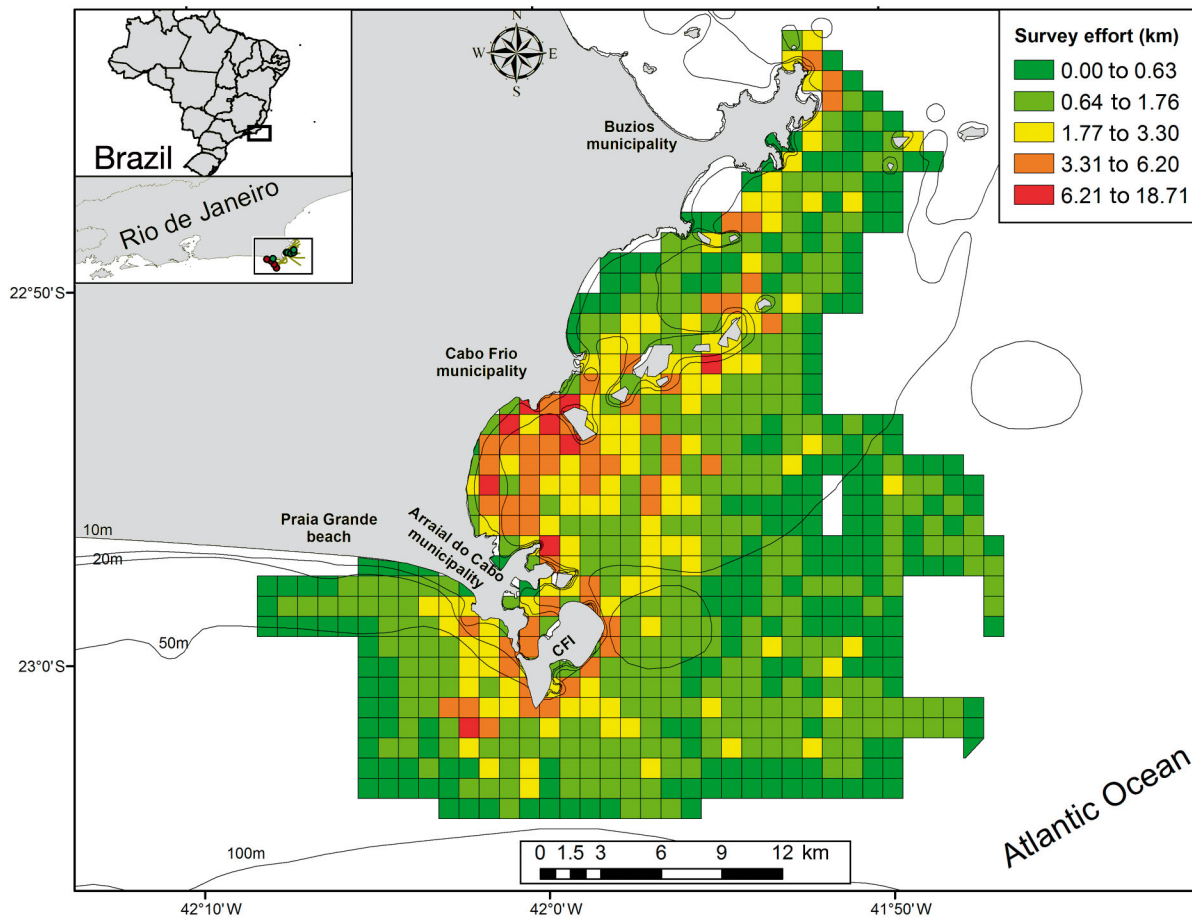 N
W E
S
Brazil
Rio de Janeiro
Survey effort (km)
0.00 to 0.63
0.64 to 1.76
1.77 to 3.30
3.31 to 6.20
6.21 to 18.71
Buzios
municipality
22°50'S
Cabo Frio
municipality
Praia Grande
beach
Arraial do Cabo
municipality
10m
20m
50m
CFI
23°0'S
Atlantic Ocean
100m
0 1.5 3 6 9 12 km
42°10'W 42°0'W 41°50'W